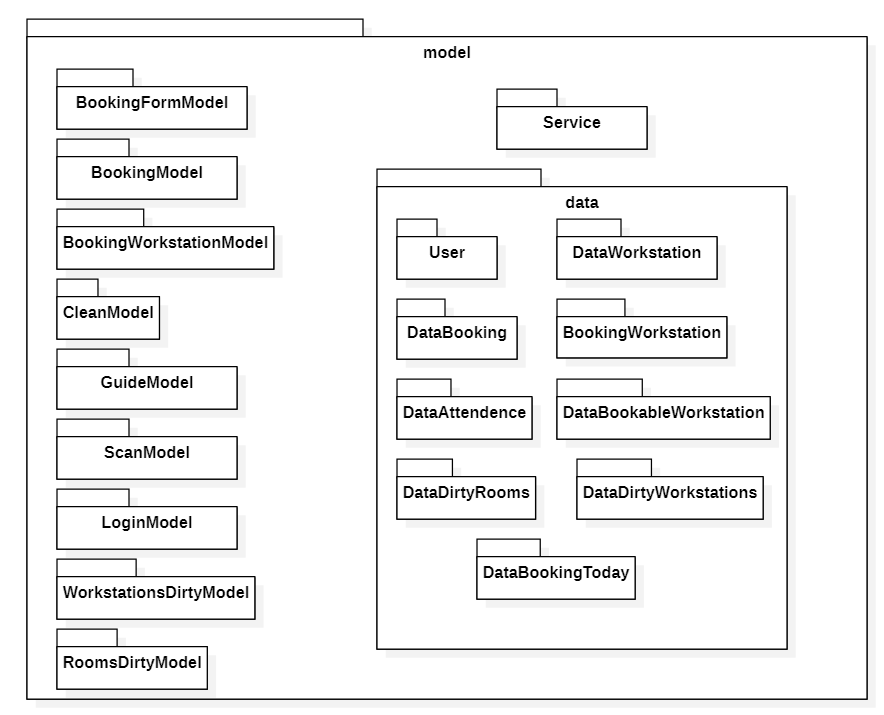 model
BookingFormModel
BookingModel
BookingWorkstationModel
CleanModel
GuideModel
ScanModel
LoginModel
WorkstationsDirtyModel
RoomsDirtyModel
Service
data
User
DataWorkstation
DataBooking
BookingWorkstation
DataAttendence
DataBookableWorkstation
DataDirtyRooms
DataDirtyWorkstations
DataBookingToday